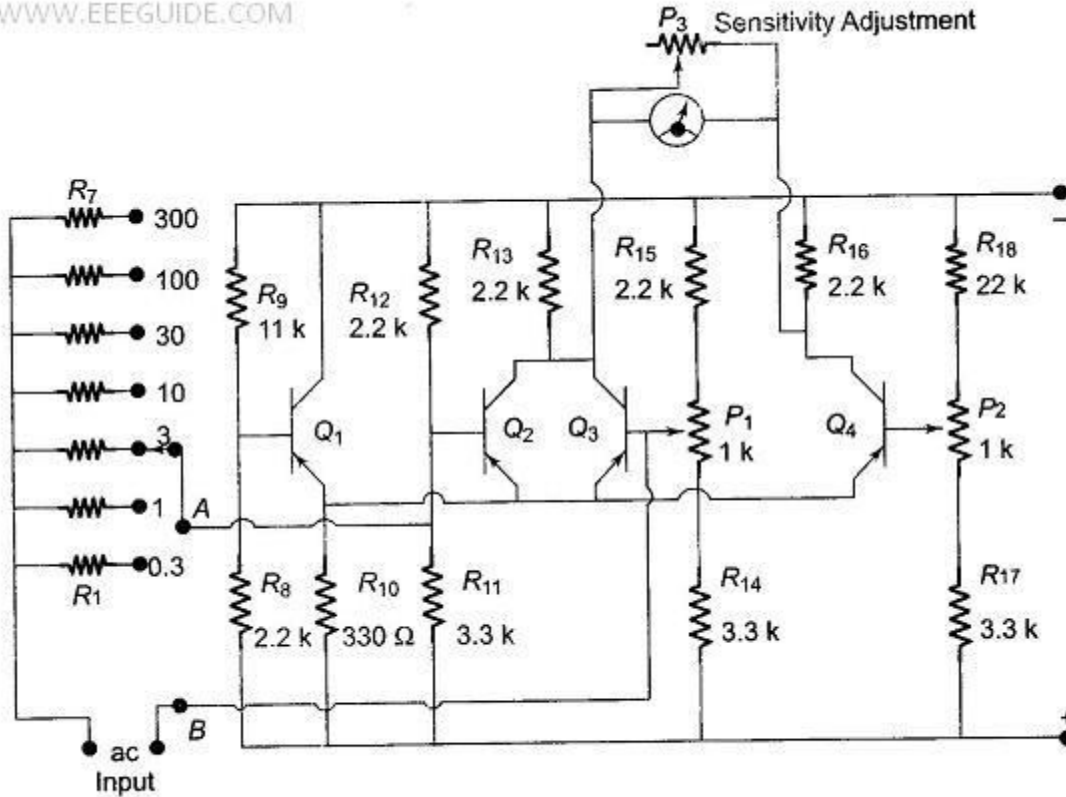 WWW.EEEGUIDE.COM
P3 Sensitivity Adjustment
R7
300
100
30
10
3
1
0.3
R1
A
B
ac
Input
R9
11 k
R12
2.2 k
R13
2.2 k
R15
2.2 k
R16
2.2 k
R18
22 k
Q1
Q2
Q3
P1
1 k
Q4
P2
1 k
R8
2.2 k
R10
330 Ω
R11
3.3 k
R14
3.3 k
R17
3.3 k
−
+